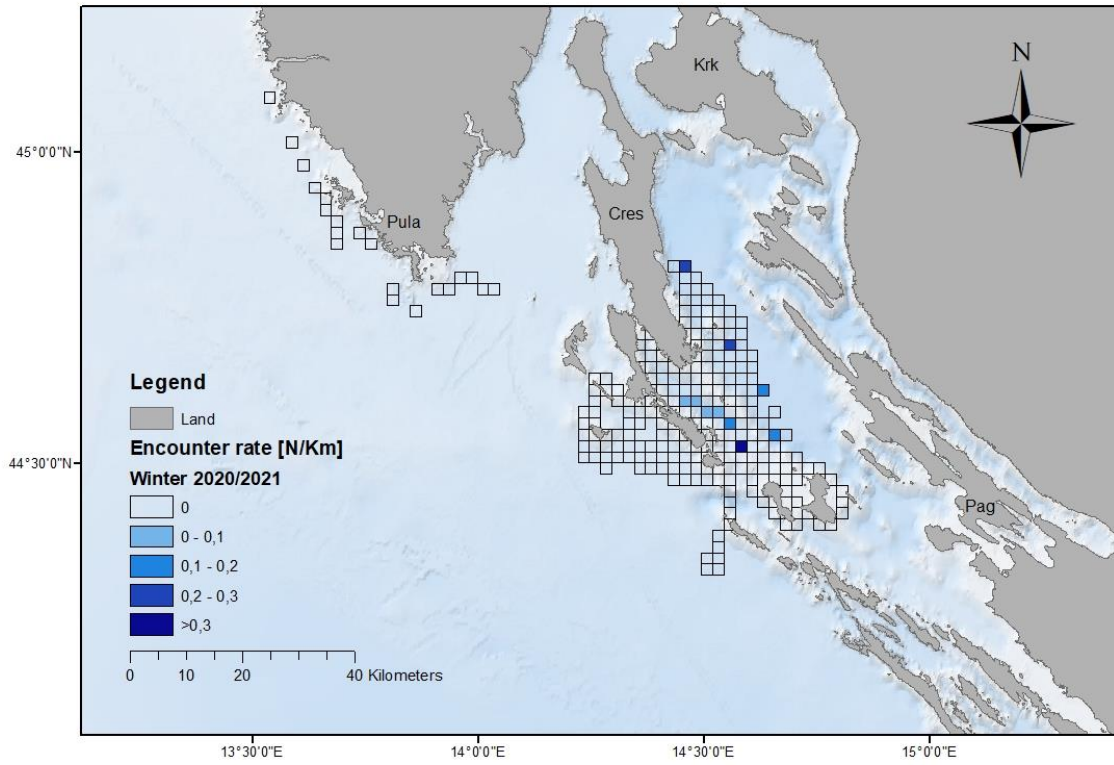 N
Krk
45°0'0"N
Cres
Pula
Legend
Land
Encounter rate [N/Km]
Winter 2020/2021
0
0 - 0,1
0,1 - 0,2
0,2 - 0,3
>0,3
44°30'0"N
Pag
0 10 20 40 Kilometers
13°30'0"E 14°0'0"E 14°30'0"E 15°0'0"E